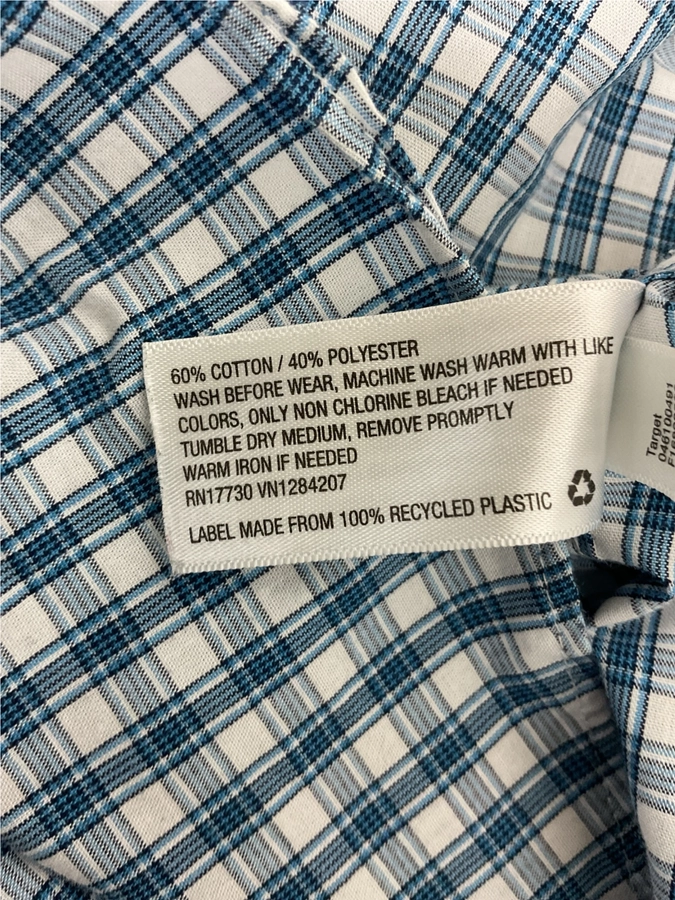 60% COTTON / 40% POLYESTER
WASH BEFORE WEAR, MACHINE WASH WARM WITH LIKE
COLORS, ONLY NON CHLORINE BLEACH IF NEEDED
TUMBLE DRY MEDIUM, REMOVE PROMPTLY
WARM IRON IF NEEDED
RN17730 VN1284207
LABEL MADE FROM 100% RECYCLED PLASTIC
Target
046100491